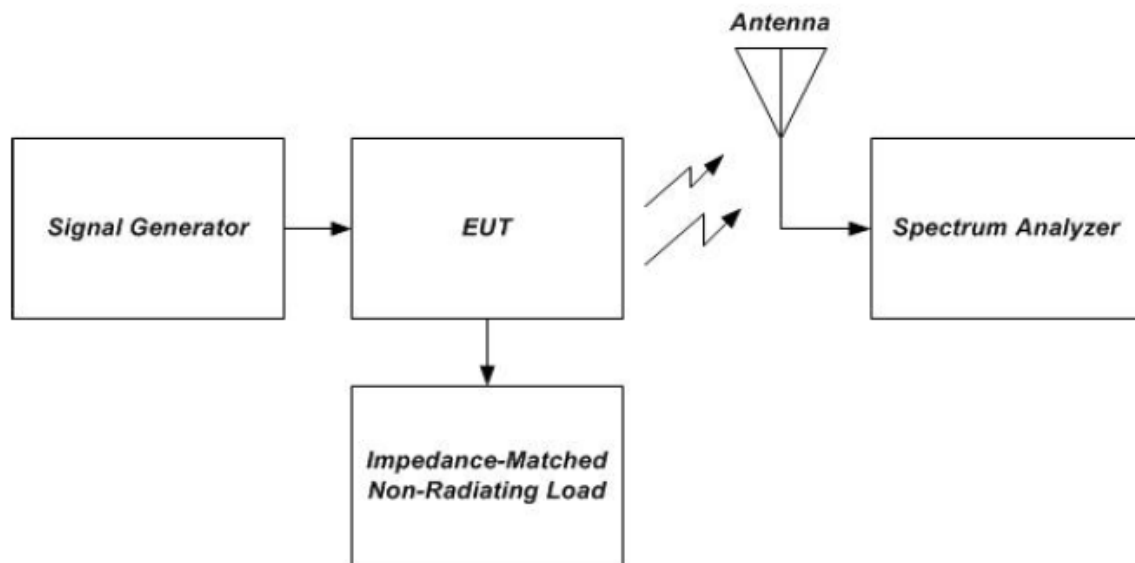 Antenna
Signal Generator
EUT
Spectrum Analyzer
Impedance-Matched
Non-Radiating Load